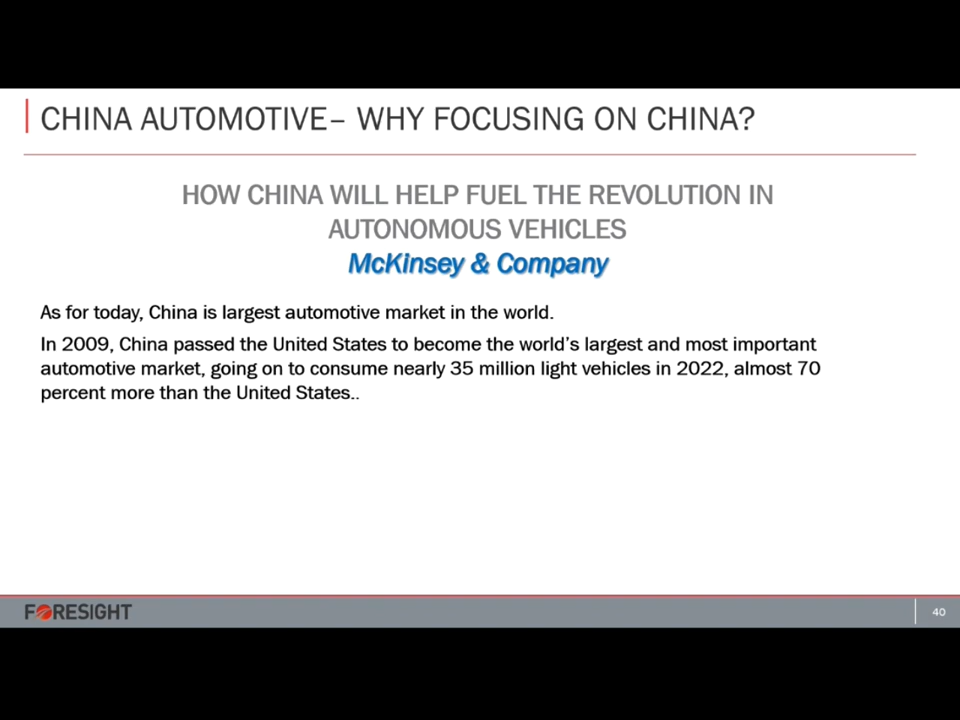 CHINA AUTOMOTIVE– WHY FOCUSING ON CHINA?
HOW CHINA WILL HELP FUEL THE REVOLUTION IN
AUTONOMOUS VEHICLES
McKinsey & Company
As for today, China is largest automotive market in the world.
In 2009, China passed the United States to become the world’s largest and most important
automotive market, going on to consume nearly 35 million light vehicles in 2022, almost 70
percent more than the United States..
FORESIGHT
40